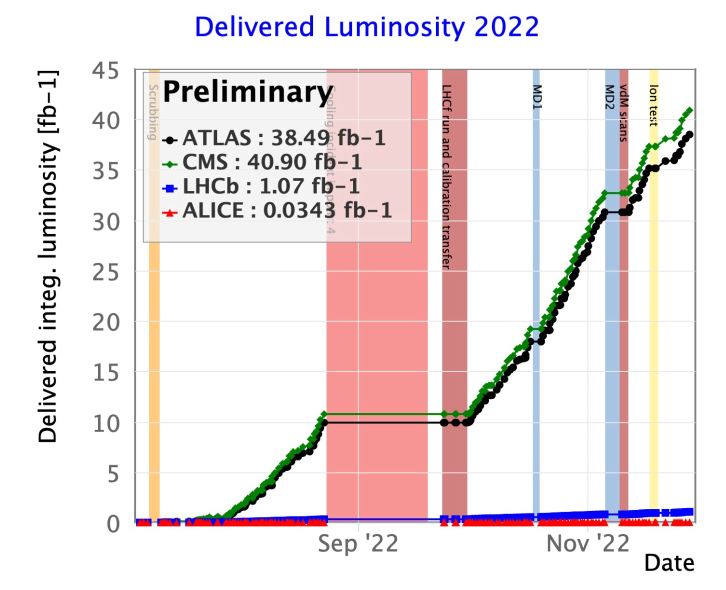 Delivered Luminosity 2022
Delivered integ. luminosity [fb-1]
45
40
35
30
25
20
15
10
5
0
Preliminary
ATLAS : 38.49 fb-1
CMS : 40.90 fb-1
LHCb : 1.07 fb-1
ALICE : 0.0343 fb-1
Scrubbing
LHCf run and calibration transfer
MD1
MD2
vdM scans
Ion test
Sep '22
Nov '22
Date